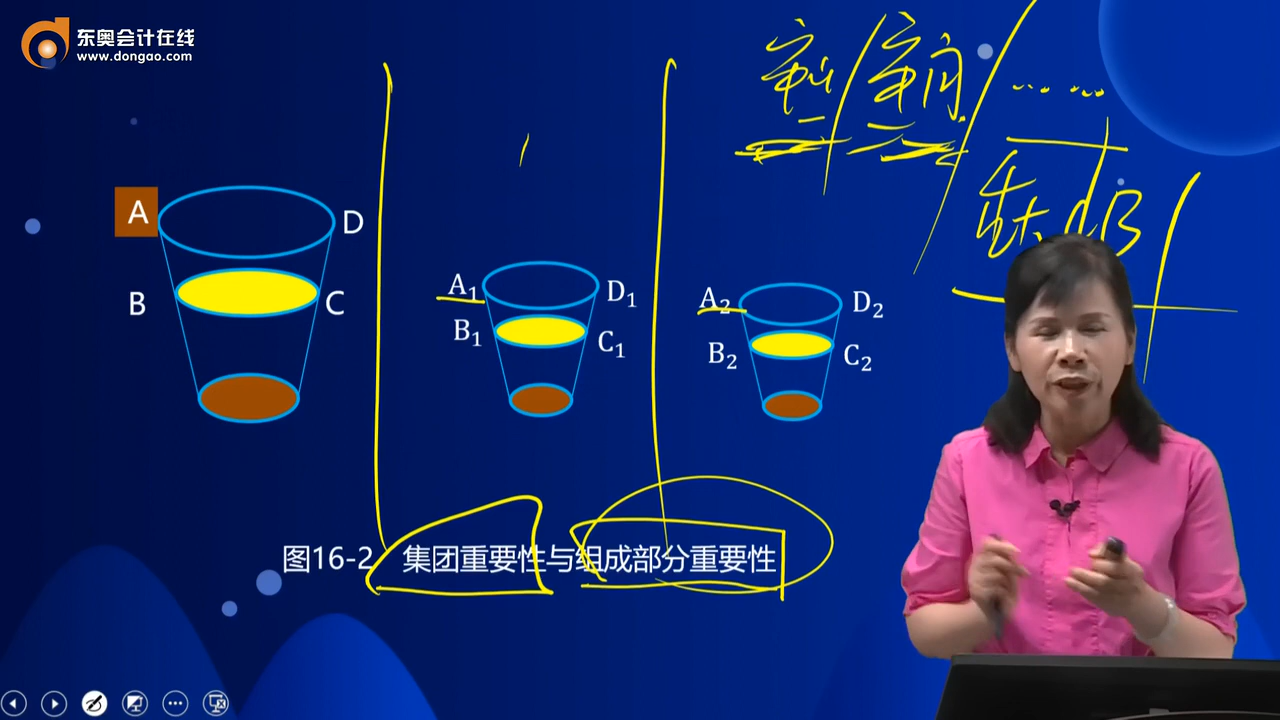 东奥会计在线
www.dongao.com
A
D
B
C
A₁
D₁
B₁
C₁
A₂
D₂
B₂
C₂
图16-2 集团重要性与组成部分重要性